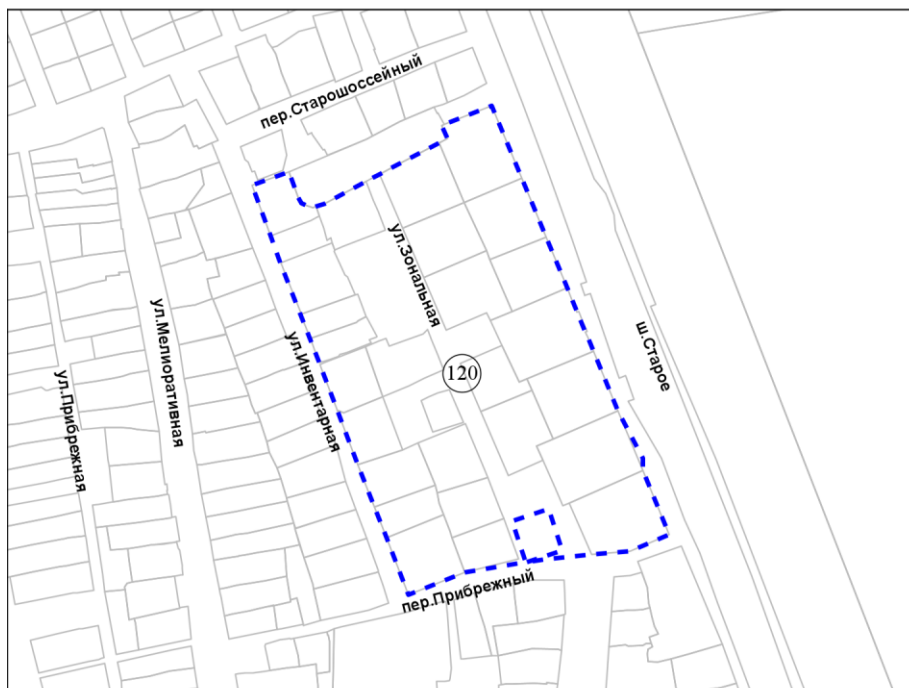 пер.Старошоссейный
ул.Зональная
ул.Мелиоративная
ул.Инвентарная
ш.Старое
120
ул.Прибрежная
пер.Прибрежный